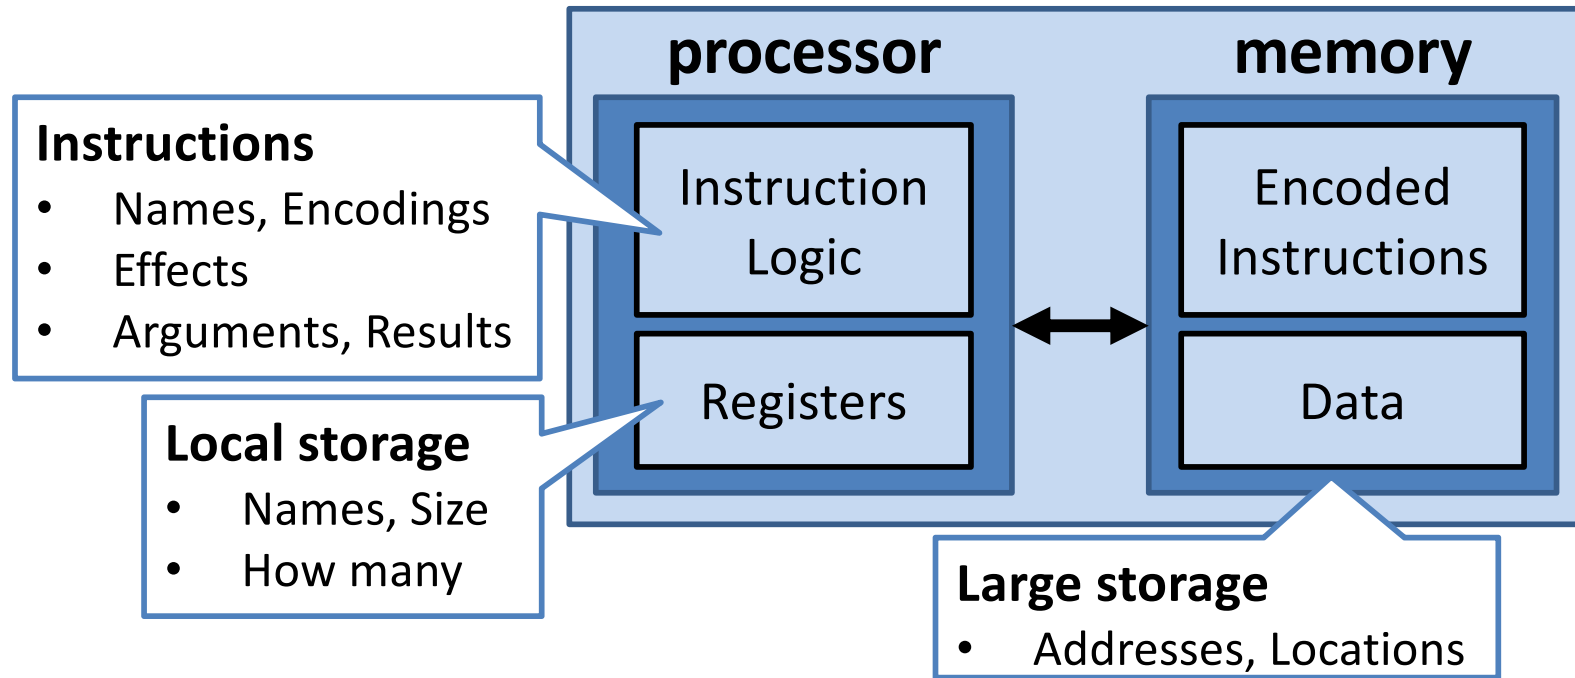 processor
memory
Instructions
• Names, Encodings
• Effects
• Arguments, Results
Instruction
Logic
Encoded
Instructions
Registers
Data
Local storage
• Names, Size
• How many
Large storage
• Addresses, Locations